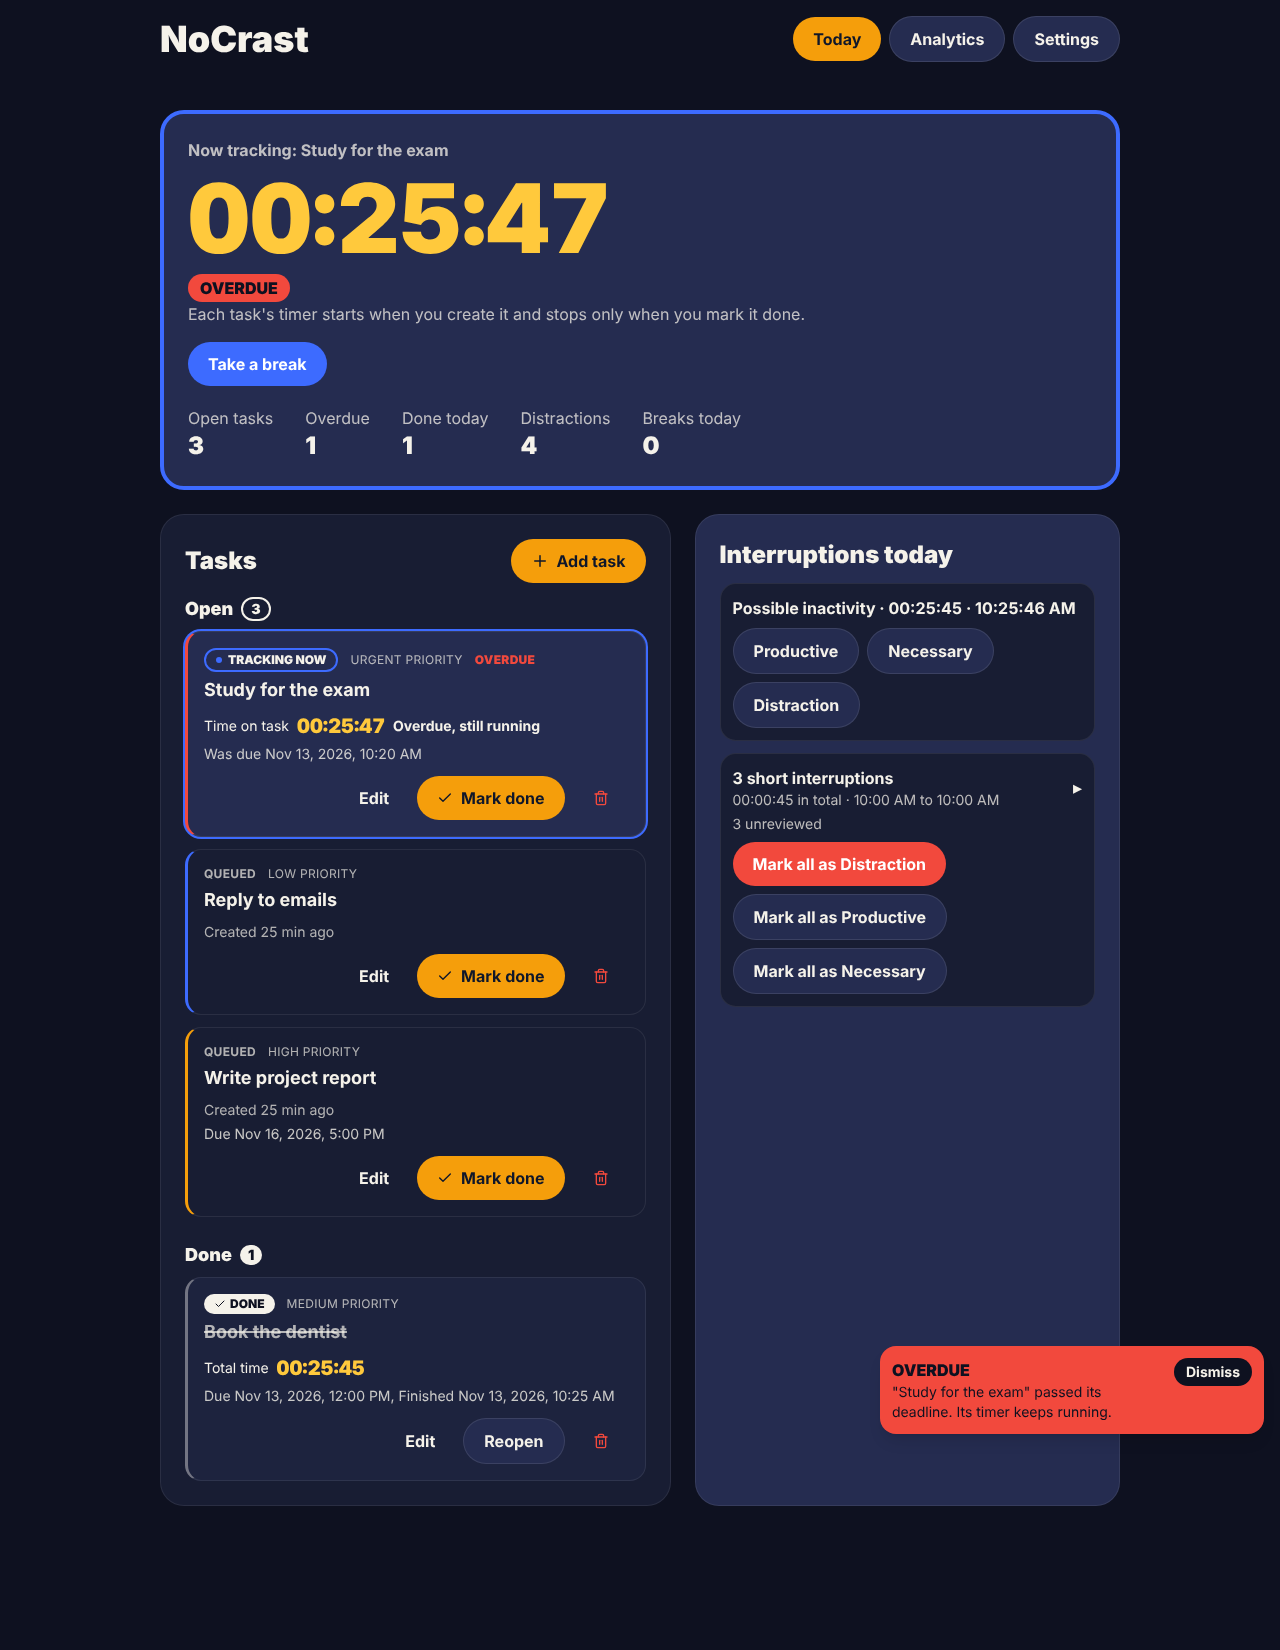 NoCrast
Today
Analytics
Settings
Now tracking: Study for the exam
00:25:47
OVERDUE
Each task's timer starts when you create it and stops only when you mark it done.
Take a break
Open tasks
3
Overdue
1
Done today
1
Distractions
4
Breaks today
0
Tasks
Add task
Open 3
TRACKING NOW URGENT PRIORITY OVERDUE
Study for the exam
Time on task 00:25:47 Overdue, still running
Was due Nov 13, 2026, 10:20 AM
Edit
Mark done
QUEUED LOW PRIORITY
Reply to emails
Created 25 min ago
Edit
Mark done
QUEUED HIGH PRIORITY
Write project report
Created 25 min ago
Due Nov 16, 2026, 5:00 PM
Edit
Mark done
Done 1
DONE MEDIUM PRIORITY
Book the dentist
Total time 00:25:45
Due Nov 13, 2026, 12:00 PM, Finished Nov 13, 2026, 10:25 AM
Edit
Reopen
Interruptions today
Possible inactivity · 00:25:45 · 10:25:46 AM
Productive
Necessary
Distraction
3 short interruptions
00:00:45 in total · 10:00 AM to 10:00 AM
3 unreviewed
Mark all as Distraction
Mark all as Productive
Mark all as Necessary
OVERDUE
"Study for the exam" passed its
deadline. Its timer keeps running.
Dismiss